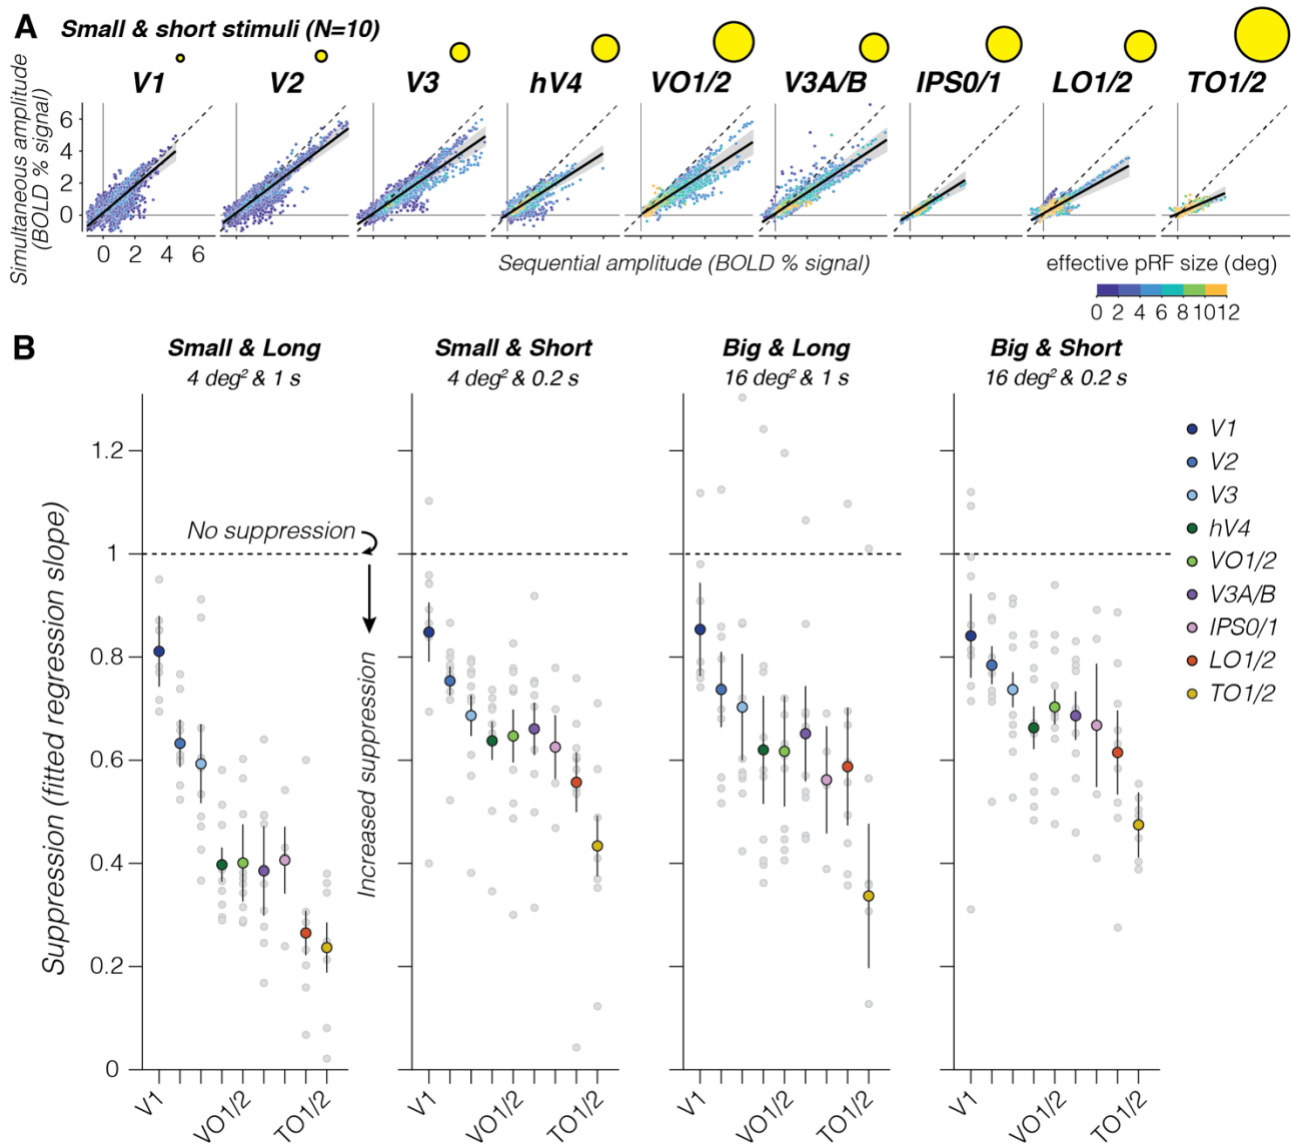 A Small & short stimuli (N=10)
V1 V2 V3 hV4 VO1/2 V3A/B IPS0/1 LO1/2 TO1/2
Simultaneous amplitude
(BOLD % signal)
6
4
2
0
0 2 4 6
Sequential amplitude (BOLD % signal)
effective pRF size (deg)
0 2 4 6 8 10 12
B
Small & Long
4 deg² & 1 s
Small & Short
4 deg² & 0.2 s
Big & Long
16 deg² & 1 s
Big & Short
16 deg² & 0.2 s
Suppression (fitted regression slope)
1.2
1
0.8
0.6
0.4
0.2
0
No suppression
Increased suppression
V1 VO1/2 TO1/2
V1 VO1/2 TO1/2
V1 VO1/2 TO1/2
V1 VO1/2 TO1/2
V1
V2
V3
hV4
VO1/2
V3A/B
IPS0/1
LO1/2
TO1/2